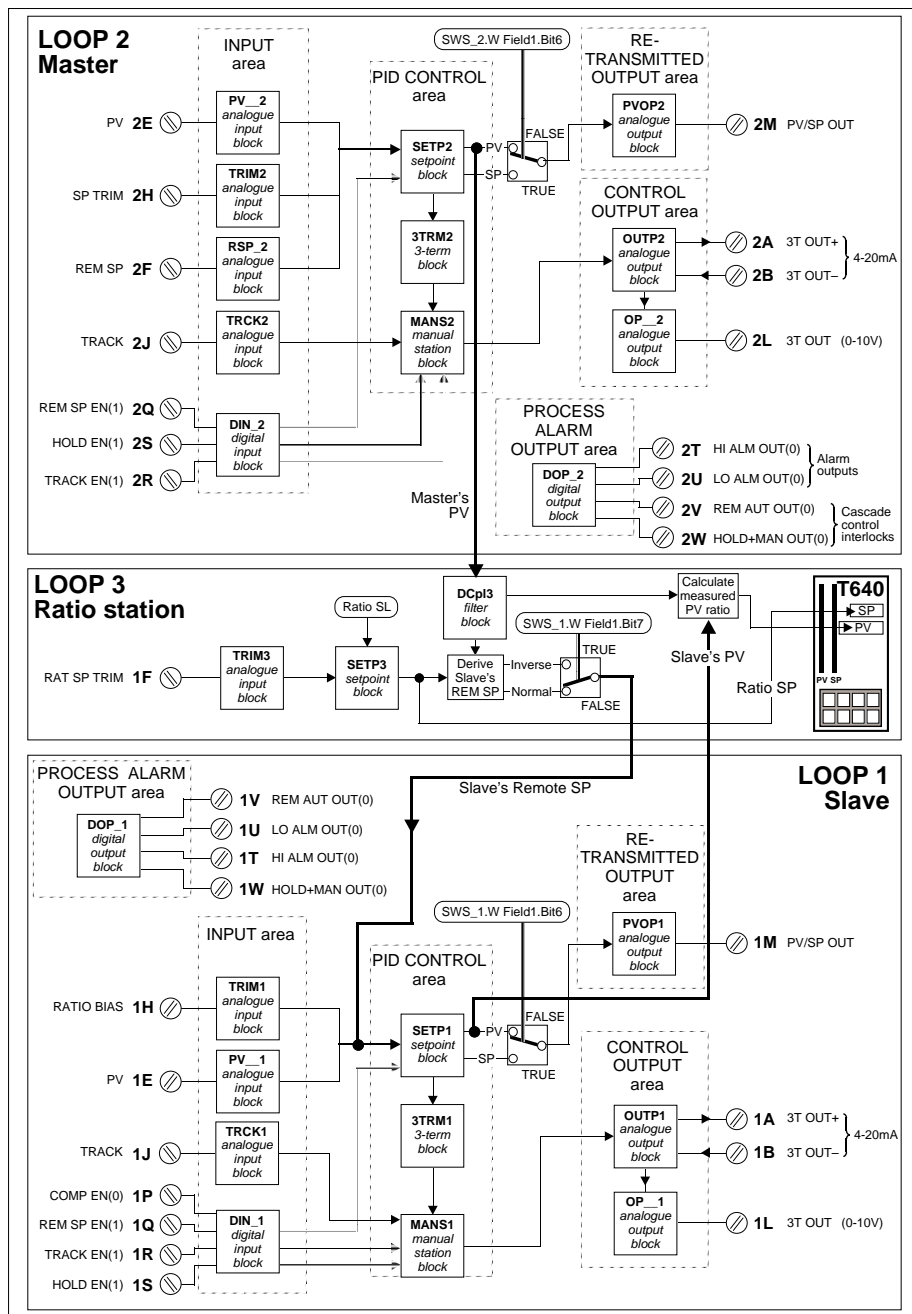 LOOP 2
Master
INPUT
area
SWS_2.W Field1.Bit6
RE-
TRANSMITTED
OUTPUT area
PID CONTROL
area
PV 2E
PV__2
analogue
input
block
SETP2
setpoint
block
PV
SP
FALSE
TRUE
PVOP2
analogue
output
block
2M PV/SP OUT
SP TRIM 2H
TRIM2
analogue
input
block
CONTROL
OUTPUT area
REM SP 2F
RSP_2
analogue
input
block
3TRM2
3-term
block
OUTP2
analogue
output
block
2A 3T OUT+
2B 3T OUT–
4-20mA
TRACK 2J
TRCK2
analogue
input
block
MANS2
manual
station
block
OP__2
analogue
output
block
2L 3T OUT (0-10V)
REM SP EN(1) 2Q
HOLD EN(1) 2S
TRACK EN(1) 2R
DIN_2
digital
input
block
PROCESS
ALARM
OUTPUT area
DOP_2
digital
output
block
2T HI ALM OUT(0)
2U LO ALM OUT(0)
Alarm
outputs
2V REM AUT OUT(0)
2W HOLD+MAN OUT(0)
Cascade
control
interlocks
Master's
PV
LOOP 3
Ratio station
Ratio SL
DCpl3
filter
block
Calculate
measured
PV ratio
T640
SP
PV
PV SP
SWS_1.W Field1.Bit7
TRUE
FALSE
Slave's PV
RAT SP TRIM 1F
TRIM3
analogue
input
block
SETP3
setpoint
block
Derive
Slave's
REM SP
Inverse
Normal
Ratio SP
PROCESS ALARM
OUTPUT area
Slave's Remote SP
LOOP 1
Slave
DOP_1
digital
output
block
1V REM AUT OUT(0)
1U LO ALM OUT(0)
1T HI ALM OUT(0)
1W HOLD+MAN OUT(0)
RE-
TRANSMITTED
OUTPUT
area
INPUT area
SWS_1.W Field1.Bit6
PID CONTROL
area
PVOP1
analogue
output
block
1M PV/SP OUT
RATIO BIAS 1H
TRIM1
analogue
input
block
SETP1
setpoint
block
PV
SP
FALSE
TRUE
PV 1E
PV__1
analogue
input
block
CONTROL
OUTPUT
area
TRACK 1J
TRCK1
analogue
input
block
3TRM1
3-term
block
OUTP1
analogue
output
block
1A 3T OUT+
1B 3T OUT–
4-20mA
COMP EN(0) 1P
REM SP EN(1) 1Q
TRACK EN(1) 1R
HOLD EN(1) 1S
DIN_1
digital
input
block
MANS1
manual
station
block
OP__1
analogue
output
block
1L 3T OUT (0-10V)